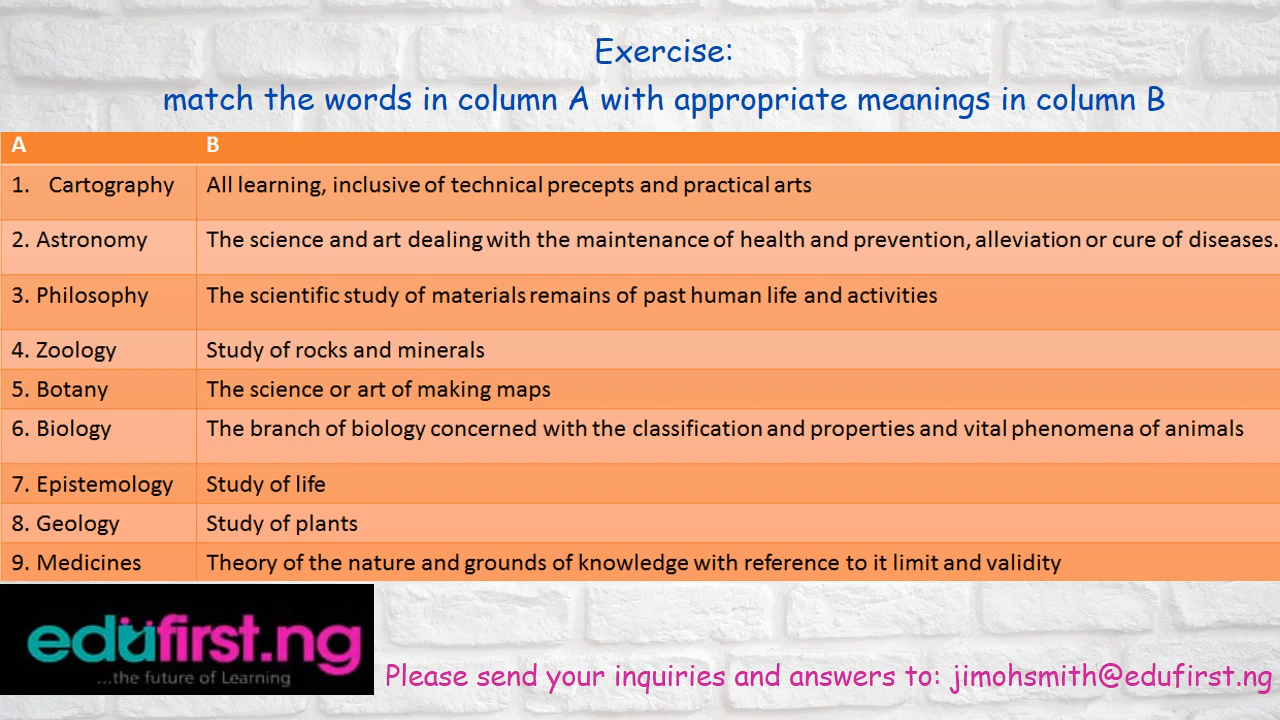 Exercise:
match the words in column A with appropriate meanings in column B
A B
1. Cartography All learning, inclusive of technical precepts and practical arts
2. Astronomy The science and art dealing with the maintenance of health and prevention, alleviation or cure of diseases.
3. Philosophy The scientific study of materials remains of past human life and activities
4. Zoology Study of rocks and minerals
5. Botany The science or art of making maps
6. Biology The branch of biology concerned with the classification and properties and vital phenomena of animals
7. Epistemology Study of life
8. Geology Study of plants
9. Medicines Theory of the nature and grounds of knowledge with reference to it limit and validity
edufirst.ng
...the future of Learning
Please send your inquiries and answers to: jimohsmith@edufirst.ng